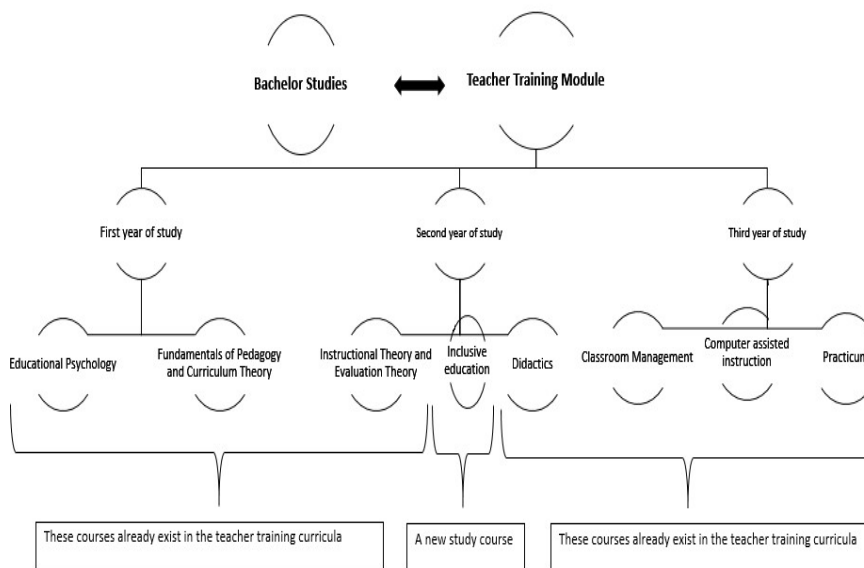 Bachelor Studies
Teacher Training Module
First year of study
Second year of study
Third year of study
Educational Psychology
Fundamentals of Pedagogy
and Curriculum Theory
Instructional Theory and
Evaluation Theory
Inclusive
education
Didactics
Classroom Management
Computer assisted
instruction
Practicum
These courses already exist in the teacher training curricula
A new study course
These courses already exist in the teacher training curricula